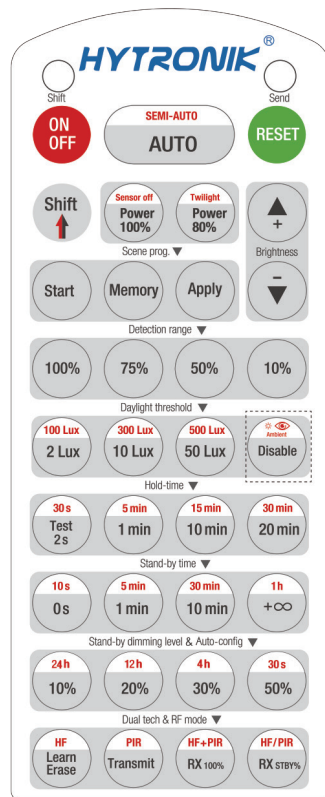 HYTRONIK®
Shift
Send
ON
OFF
SEMI-AUTO
AUTO
RESET
Shift
Sensor off
Power
100%
Twilight
Power
80%
▲
+
Scene prog. ▼
Brightness
Start
Memory
Apply
−
▼
Detection range ▼
100%
75%
50%
10%
Daylight threshold ▼
100 Lux
2 Lux
300 Lux
10 Lux
500 Lux
50 Lux
Ambient
Disable
Hold-time ▼
30 s
Test
2 s
5 min
1 min
15 min
10 min
30 min
20 min
Stand-by time ▼
10 s
0 s
5 min
1 min
30 min
10 min
1 h
+∞
Stand-by dimming level & Auto-config ▼
24 h
10%
12 h
20%
4 h
30%
30 s
50%
Dual tech & RF mode ▼
HF
Learn
Erase
PIR
Transmit
HF+PIR
RX 100%
HF/PIR
RX STBY%